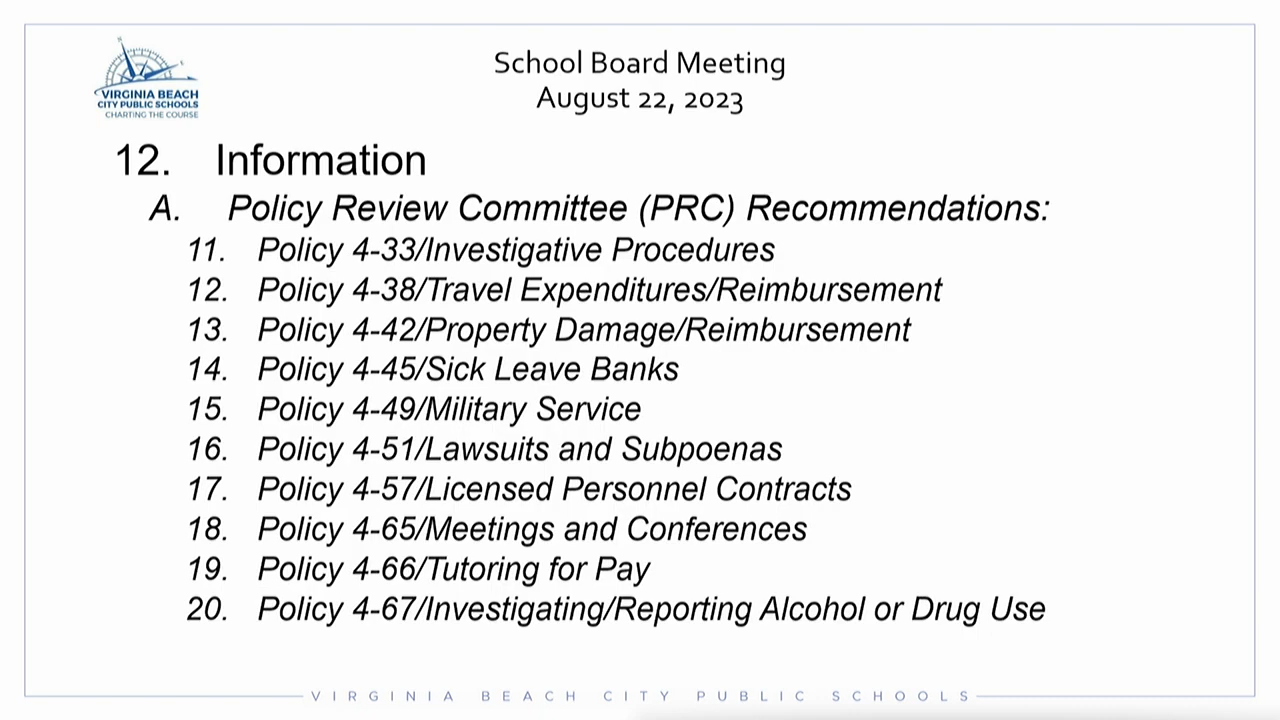 VIRGINIA BEACH
CITY PUBLIC SCHOOLS
CHARTING THE COURSE
School Board Meeting
August 22, 2023
12. Information
A. Policy Review Committee (PRC) Recommendations:
11. Policy 4-33/Investigative Procedures
12. Policy 4-38/Travel Expenditures/Reimbursement
13. Policy 4-42/Property Damage/Reimbursement
14. Policy 4-45/Sick Leave Banks
15. Policy 4-49/Military Service
16. Policy 4-51/Lawsuits and Subpoenas
17. Policy 4-57/Licensed Personnel Contracts
18. Policy 4-65/Meetings and Conferences
19. Policy 4-66/Tutoring for Pay
20. Policy 4-67/Investigating/Reporting Alcohol or Drug Use
VIRGINIA BEACH CITY PUBLIC SCHOOLS